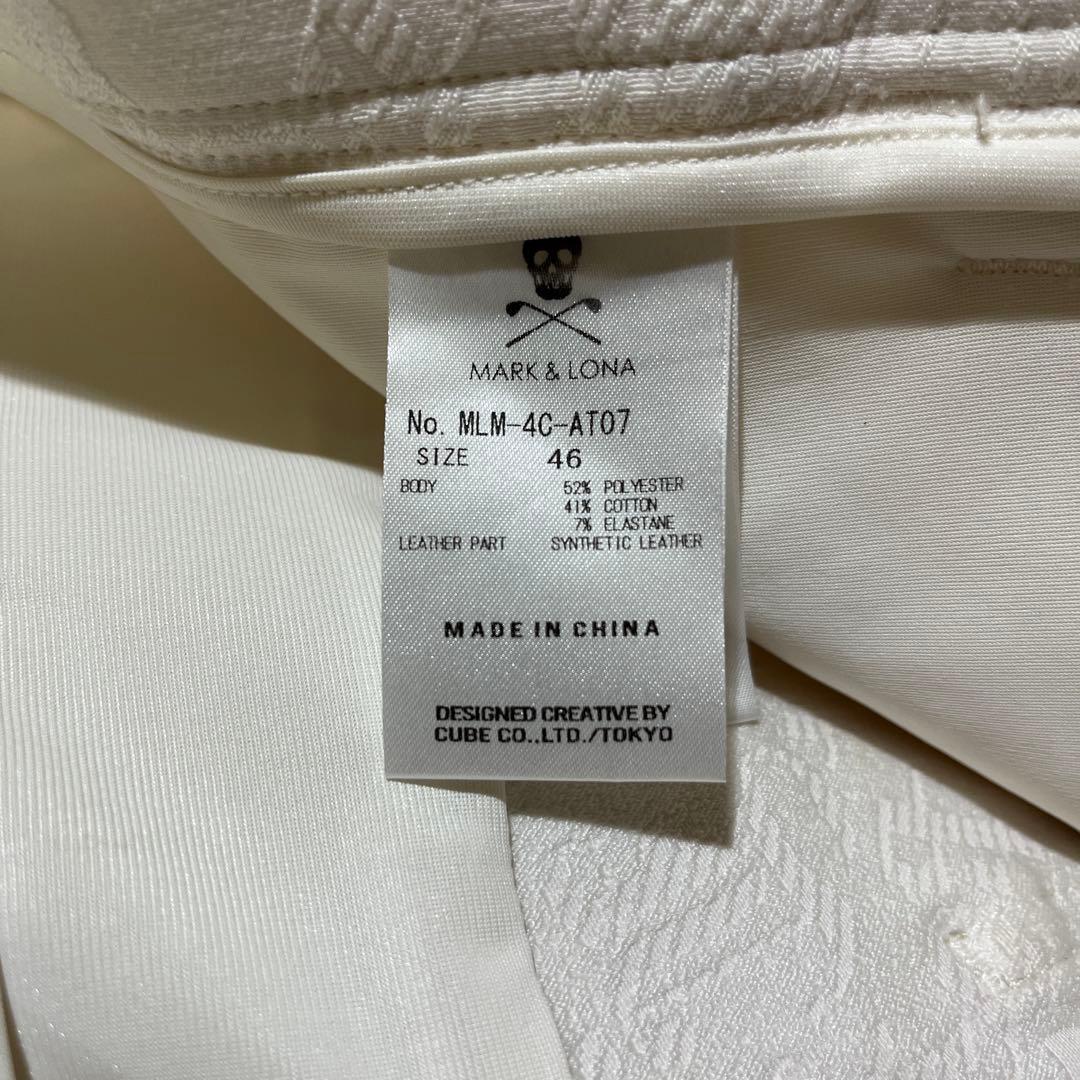 MARK & LONA
No. MLM-4C-AT07
SIZE 46
BODY 52% POLYESTER
41% COTTON
7% ELASTANE
LEATHER PART SYNTHETIC LEATHER
MADE IN CHINA
DESIGNED CREATIVE BY
CUBE CO.,LTD./TOKYO